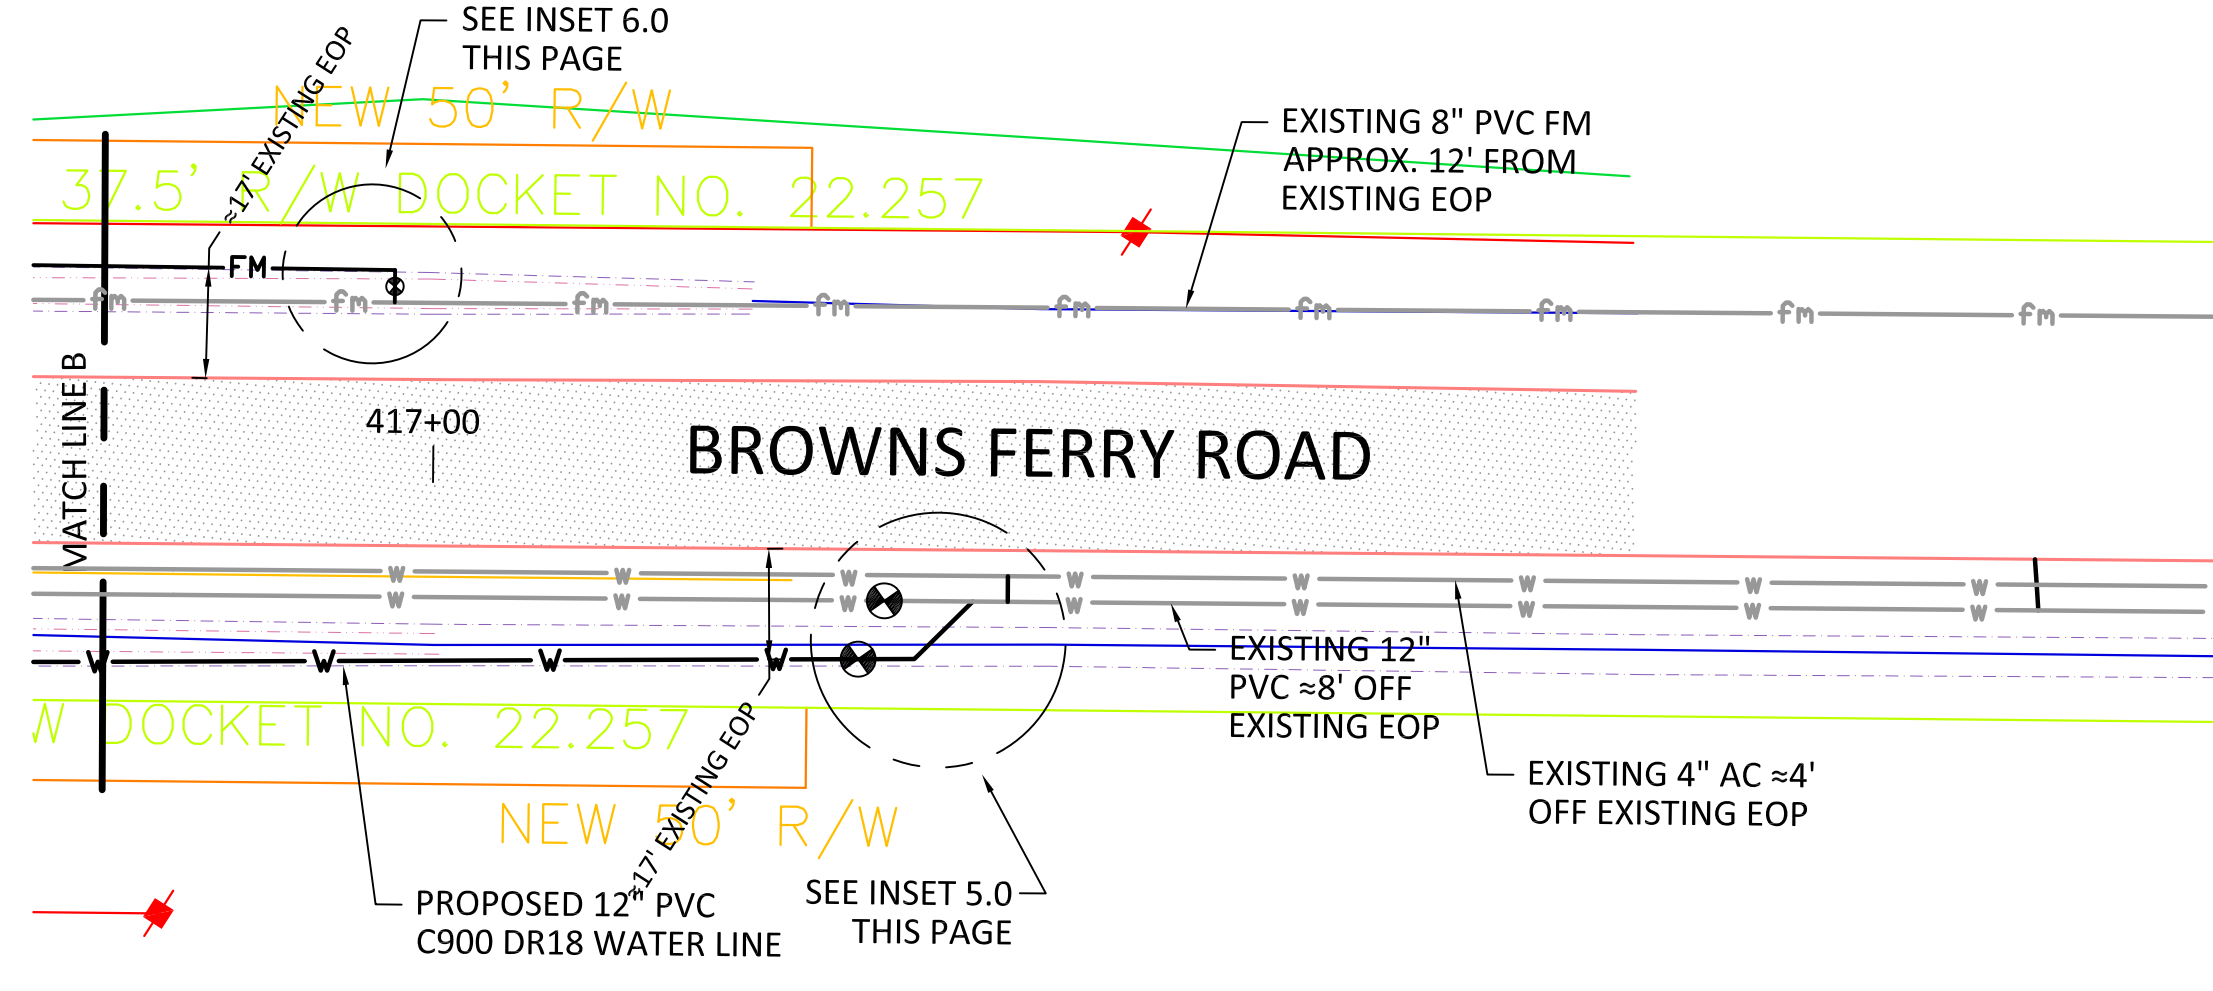 SEE INSET 6.0
THIS PAGE
≈17' EXISTING EOP
NEW 50' R/W
EXISTING 8" PVC FM
APPROX. 12' FROM
EXISTING EOP
37.5' R/W DOCKET NO. 22.257
FM
fm fm fm fm fm fm fm fm fm
MATCH LINE B
417+00
BROWNS FERRY ROAD
W W W W W W W W
W W W W W W W W
W W W W
EXISTING 12"
PVC ≈8' OFF
EXISTING EOP
W DOCKET NO. 22.257
≈17' EXISTING EOP
EXISTING 4" AC ≈4'
OFF EXISTING EOP
NEW 50' R/W
PROPOSED 12" PVC
C900 DR18 WATER LINE
SEE INSET 5.0
THIS PAGE